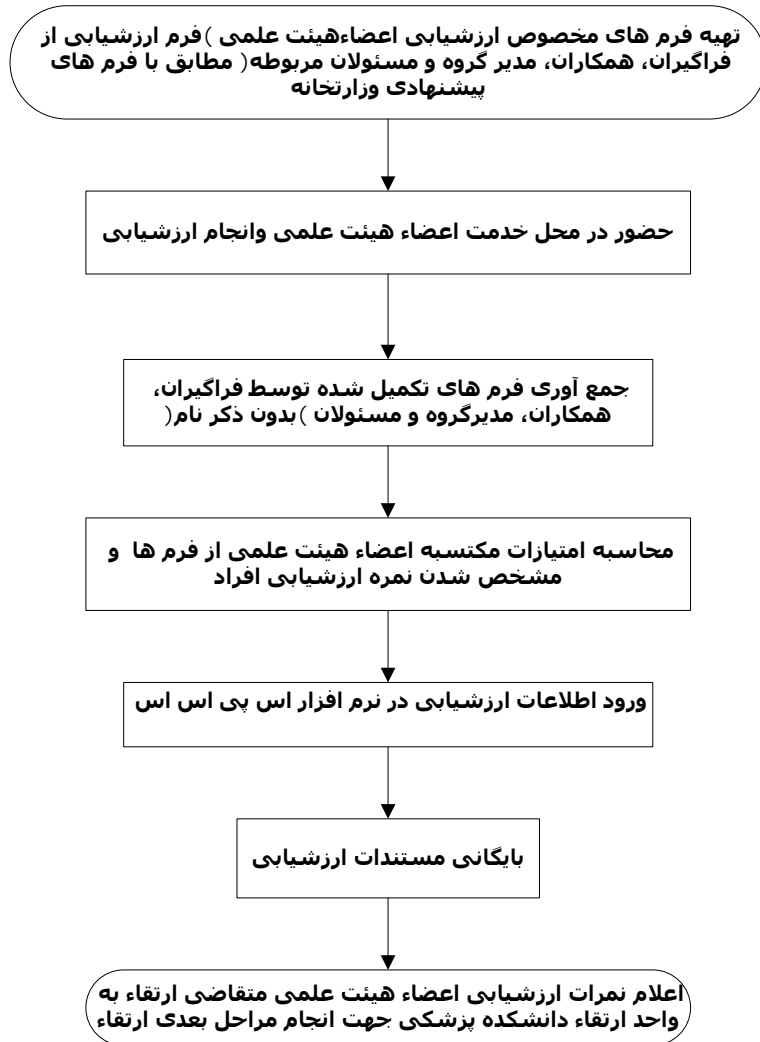 تهیه فرم های مخصوص ارزشیابی اعضاءهیئت علمی )فرم ارزشیابی از
فراگیران، همکاران، مدیر گروه و مسئولان مربوطه( مطابق با فرم های
پیشنهادی وزارتخانه
حضور در محل خدمت اعضاء هیئت علمی وانجام ارزشیابی
جمع آوری فرم های تکمیل شده توسط فراگیران،
همکاران، مدیرگروه و مسئولان )بدون ذکر نام(
محاسبه امتیازات مکتسبه اعضاء هیئت علمی از فرم ها و
مشخص شدن نمره ارزشیابی افراد
ورود اطلاعات ارزشیابی در نرم افزار اس پی اس اس
بایگانی مستندات ارزشیابی
اعلام نمرات ارزشیابی اعضاء هیئت علمی متقاضی ارتقاء به
واحد ارتقاء دانشکده پزشکی جهت انجام مراحل بعدی ارتقاء